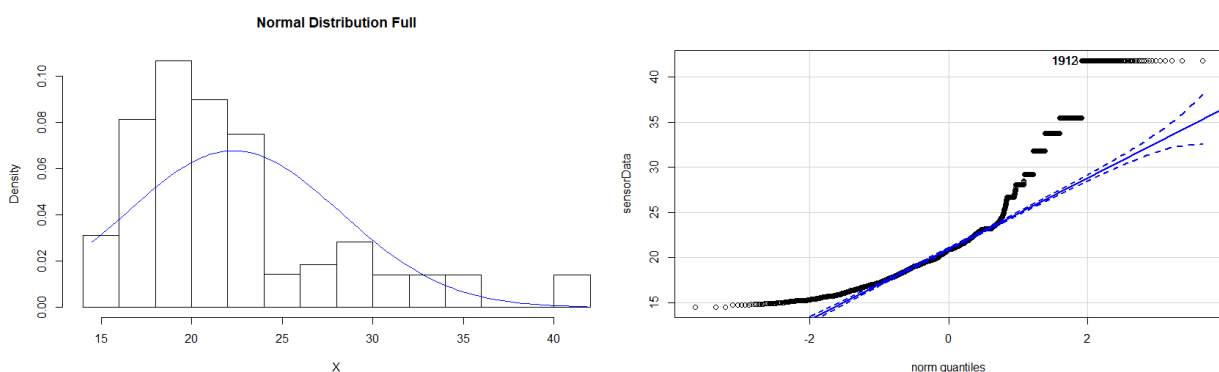 Normal Distribution Full
Density
0.00 0.02 0.04 0.06 0.08 0.10
15 20 25 30 35 40
X
sensorData
15 20 25 30 35 40
-2 0 2
norm quantiles